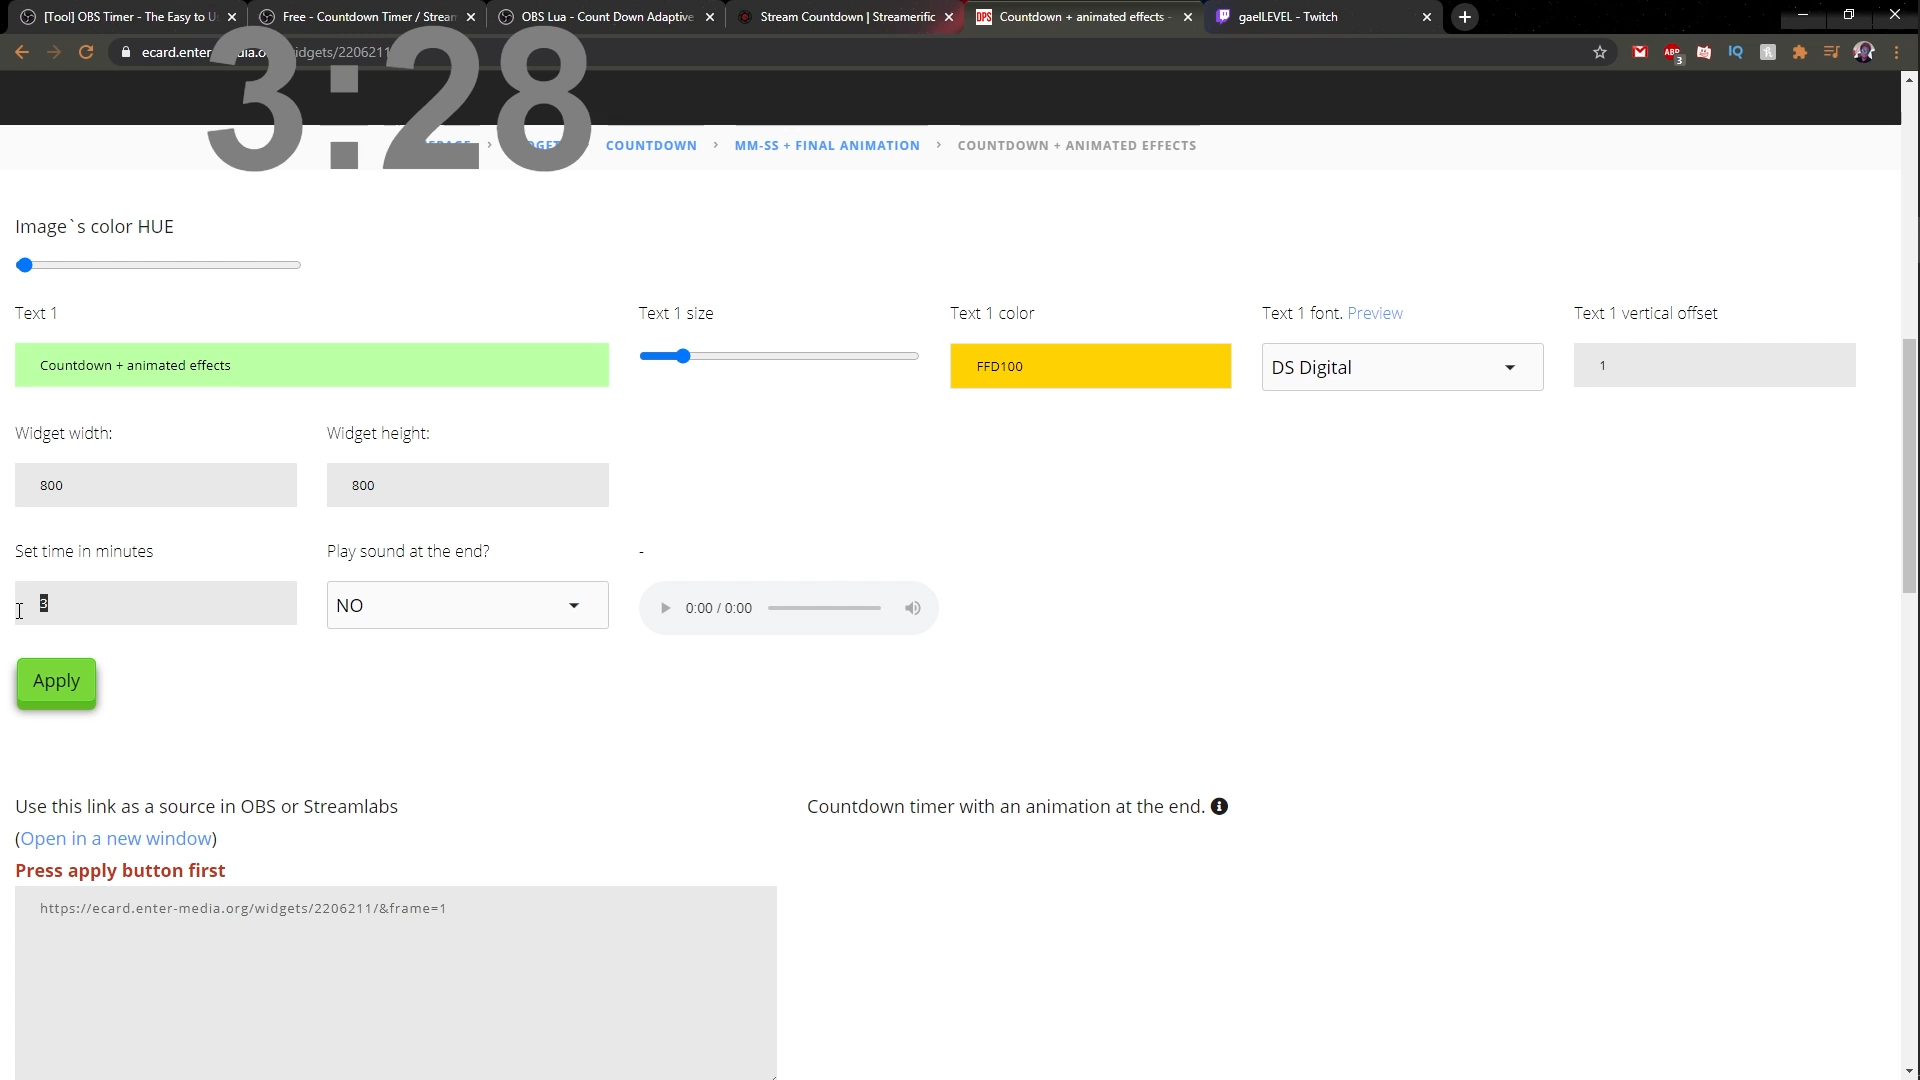 [Tool] OBS Timer - The Easy to U
Free - Countdown Timer / Stream
OBS Lua - Count Down Adaptive
Stream Countdown | Streamerific
DPS Countdown + animated effects -
gaelLEVEL - Twitch
ABP
3
3:28
COUNTDOWN > MM-SS + FINAL ANIMATION > COUNTDOWN + ANIMATED EFFECTS
Image`s color HUE
Text 1
Text 1 size
Text 1 color
Text 1 font. Preview
Text 1 vertical offset
Countdown + animated effects
FFD100
DS Digital
1
Widget width:
Widget height:
800
800
Set time in minutes
Play sound at the end?
-
3
NO
0:00 / 0:00
Apply
Use this link as a source in OBS or Streamlabs
Countdown timer with an animation at the end.
(Open in a new window)
Press apply button first
https://ecard.enter-media.org/widgets/2206211/&frame=1